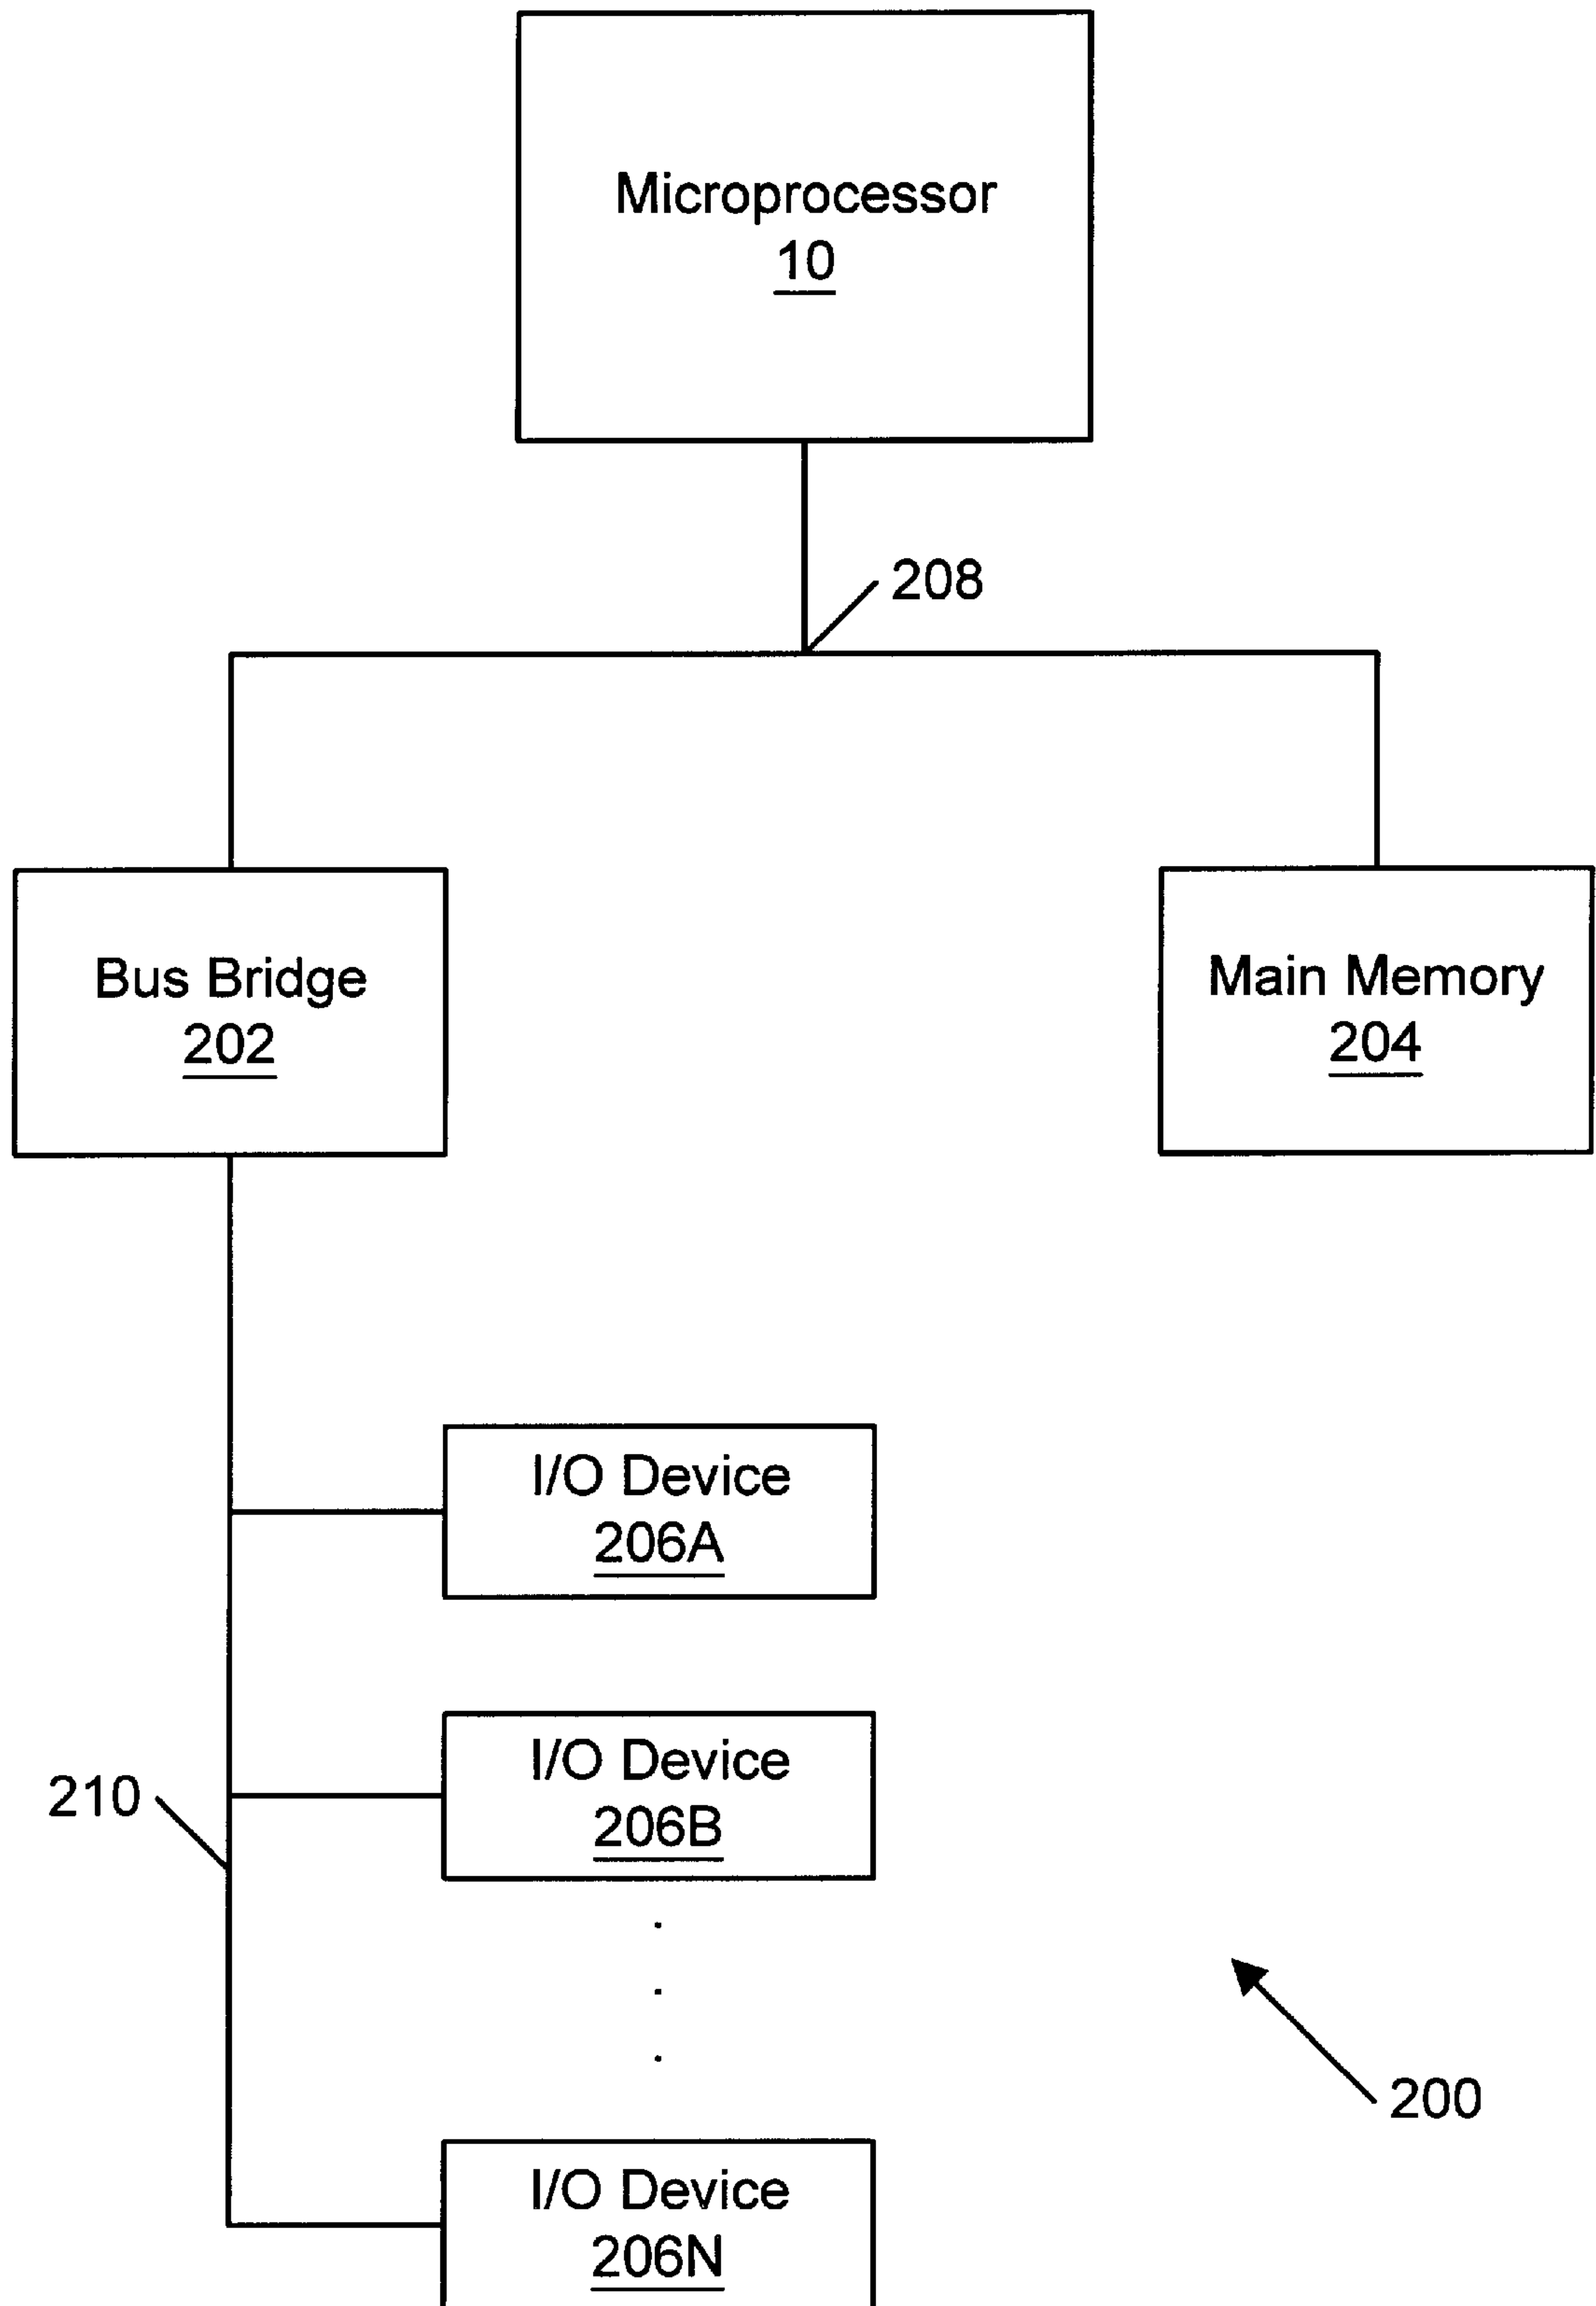 Microprocessor
10
208
Bus Bridge
202
Main Memory
204
I/O Device
206A
I/O Device
206B
210
.
.
.
200
I/O Device
206N